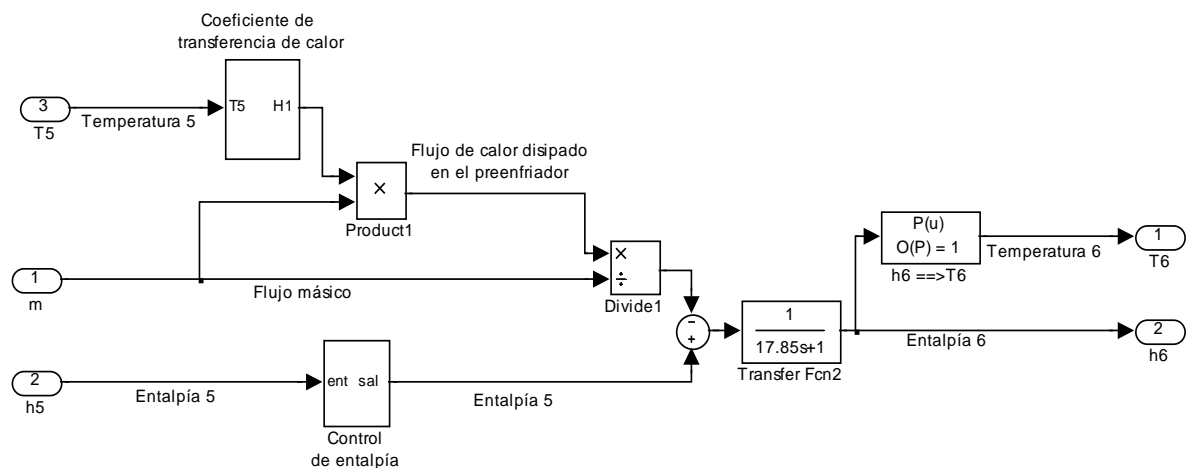 Coeficiente de
transferencia de calor
3
T5
Temperatura 5
T5 H1
Flujo de calor disipado
en el preenfriador
×
Product1
1
m
Flujo másico
×
÷
Divide1
P(u)
O(P) = 1
h6 ==>T6
Temperatura 6
1
T6
−
+
1
17.85s+1
Transfer Fcn2
Entalpía 6
2
h6
2
h5
Entalpía 5
ent sal
Entalpía 5
Control
de entalpía